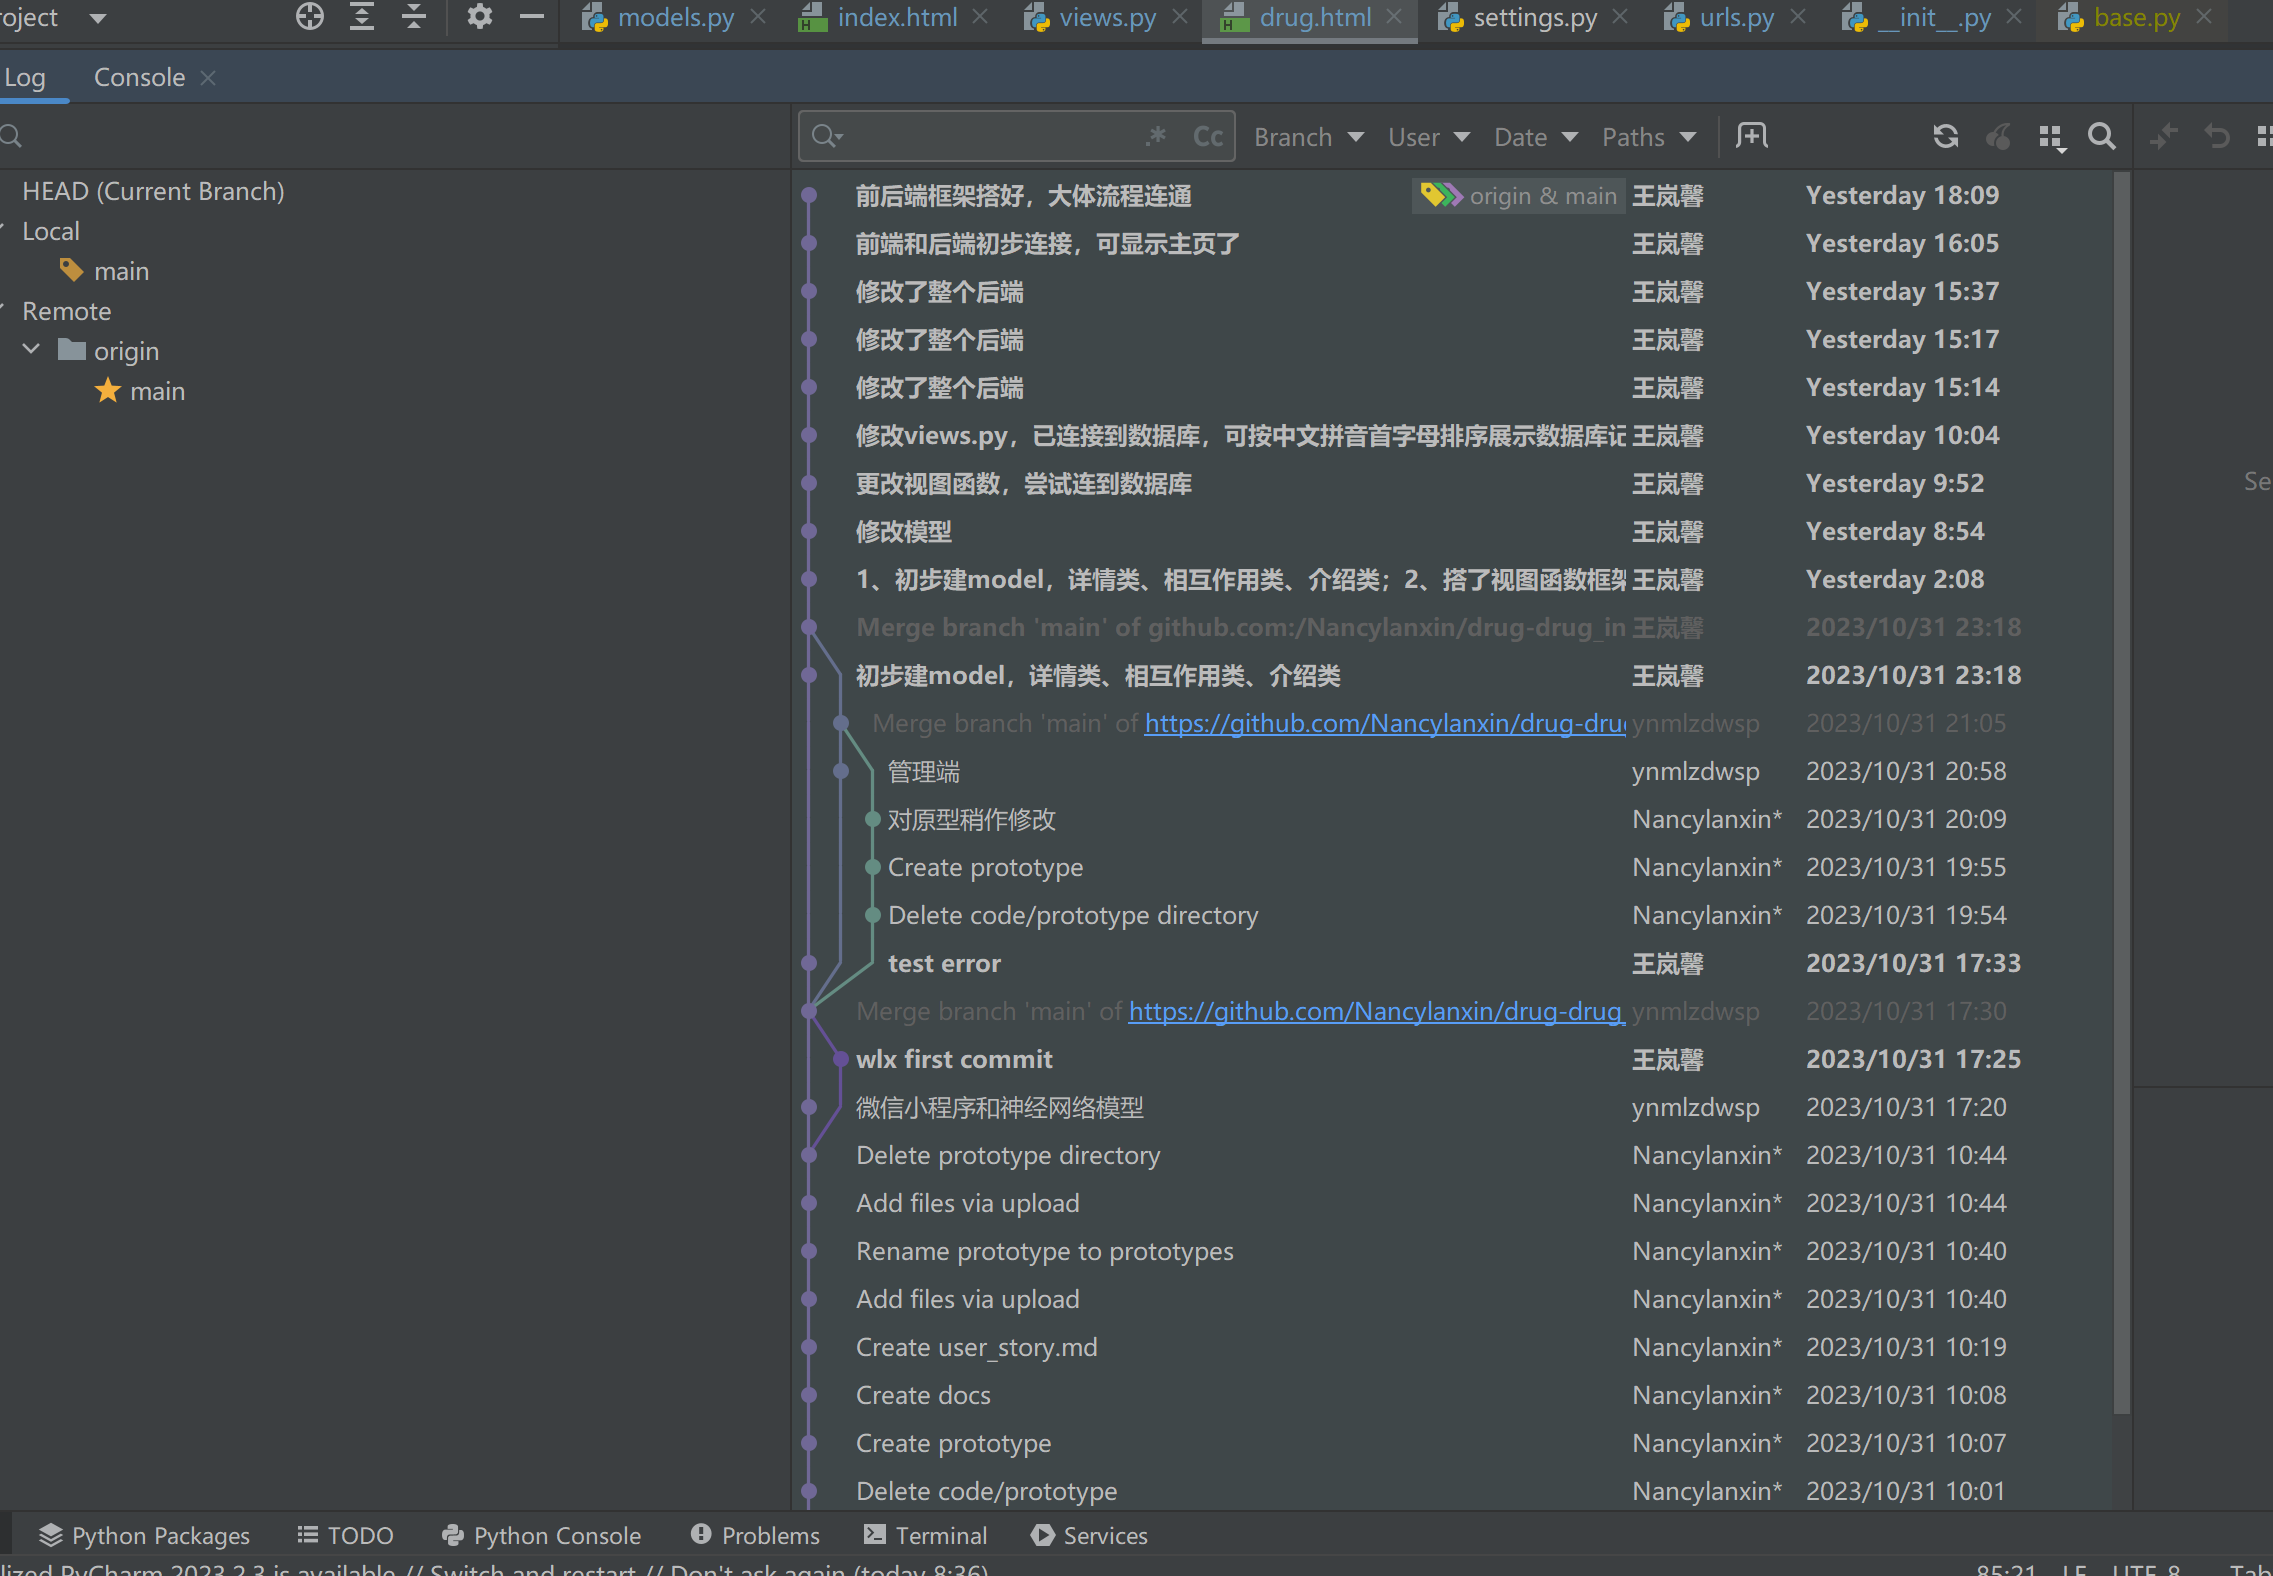 roject models.py index.html views.py drug.html settings.py urls.py __init__.py base.py
Log Console
.* Cc Branch User Date Paths
HEAD (Current Branch)
Local
main
Remote
origin
main
前后端框架搭好，大体流程连通 origin & main 王岚馨 Yesterday 18:09
前端和后端初步连接，可显示主页了 王岚馨 Yesterday 16:05
修改了整个后端 王岚馨 Yesterday 15:37
修改了整个后端 王岚馨 Yesterday 15:17
修改了整个后端 王岚馨 Yesterday 15:14
修改views.py，已连接到数据库，可按中文拼音首字母排序展示数据库记 王岚馨 Yesterday 10:04
更改视图函数，尝试连到数据库 王岚馨 Yesterday 9:52
Se
修改模型 王岚馨 Yesterday 8:54
1、初步建model，详情类、相互作用类、介绍类；2、搭了视图函数框架 王岚馨 Yesterday 2:08
Merge branch 'main' of github.com:/Nancylanxin/drug-drug_in 王岚馨 2023/10/31 23:18
初步建model，详情类、相互作用类、介绍类 王岚馨 2023/10/31 23:18
Merge branch 'main' of https://github.com/Nancylanxin/drug-drug ynmlzdwsp 2023/10/31 21:05
管理端 ynmlzdwsp 2023/10/31 20:58
对原型稍作修改 Nancylanxin* 2023/10/31 20:09
Create prototype Nancylanxin* 2023/10/31 19:55
Delete code/prototype directory Nancylanxin* 2023/10/31 19:54
test error 王岚馨 2023/10/31 17:33
Merge branch 'main' of https://github.com/Nancylanxin/drug-drug_ ynmlzdwsp 2023/10/31 17:30
wlx first commit 王岚馨 2023/10/31 17:25
微信小程序和神经网络模型 ynmlzdwsp 2023/10/31 17:20
Delete prototype directory Nancylanxin* 2023/10/31 10:44
Add files via upload Nancylanxin* 2023/10/31 10:44
Rename prototype to prototypes Nancylanxin* 2023/10/31 10:40
Add files via upload Nancylanxin* 2023/10/31 10:40
Create user_story.md Nancylanxin* 2023/10/31 10:19
Create docs Nancylanxin* 2023/10/31 10:08
Create prototype Nancylanxin* 2023/10/31 10:07
Delete code/prototype Nancylanxin* 2023/10/31 10:01
Python Packages TODO Python Console Problems Terminal Services
lized PyCharm 2023.2.3 is available // Switch and restart // Don't ask again (today 8:36) 85:21 LF UTF-8 Tab